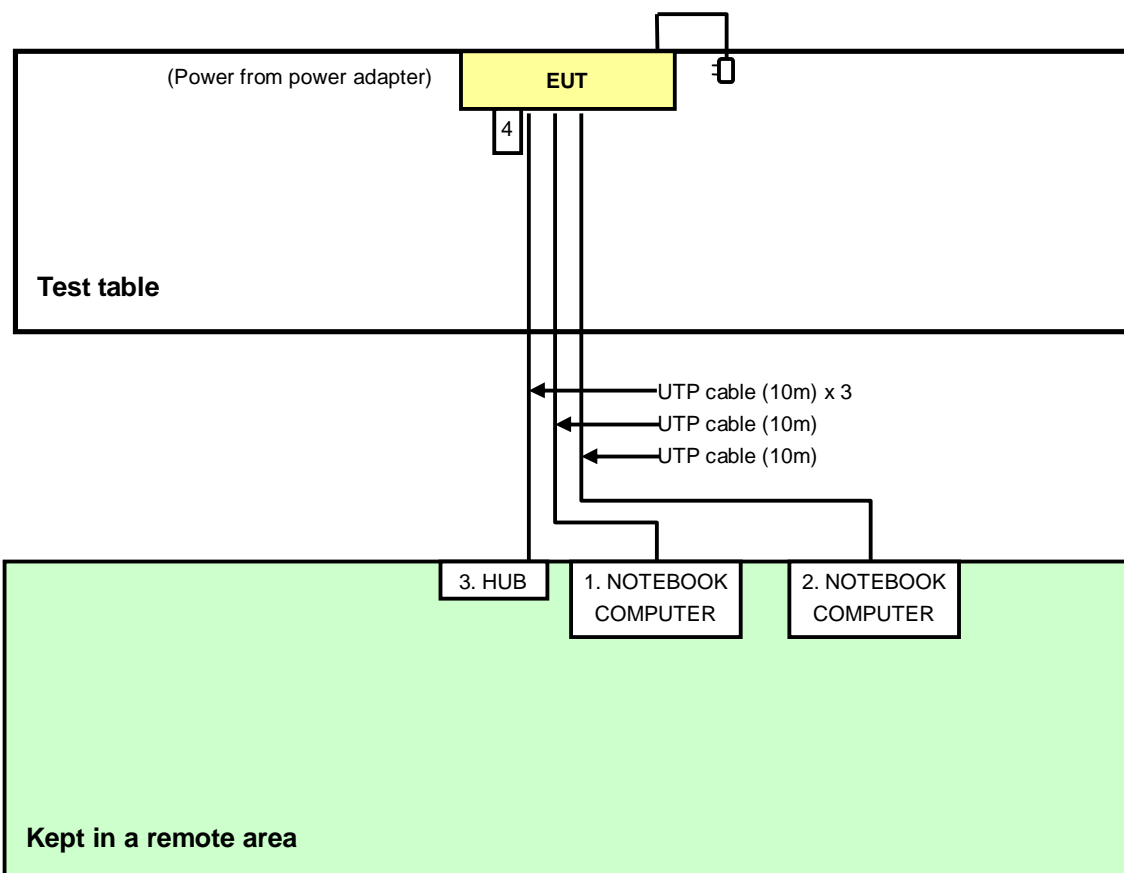 (Power from power adapter)
EUT
4
Test table
UTP cable (10m) x 3
UTP cable (10m)
UTP cable (10m)
3. HUB
1. NOTEBOOK
COMPUTER
2. NOTEBOOK
COMPUTER
Kept in a remote area